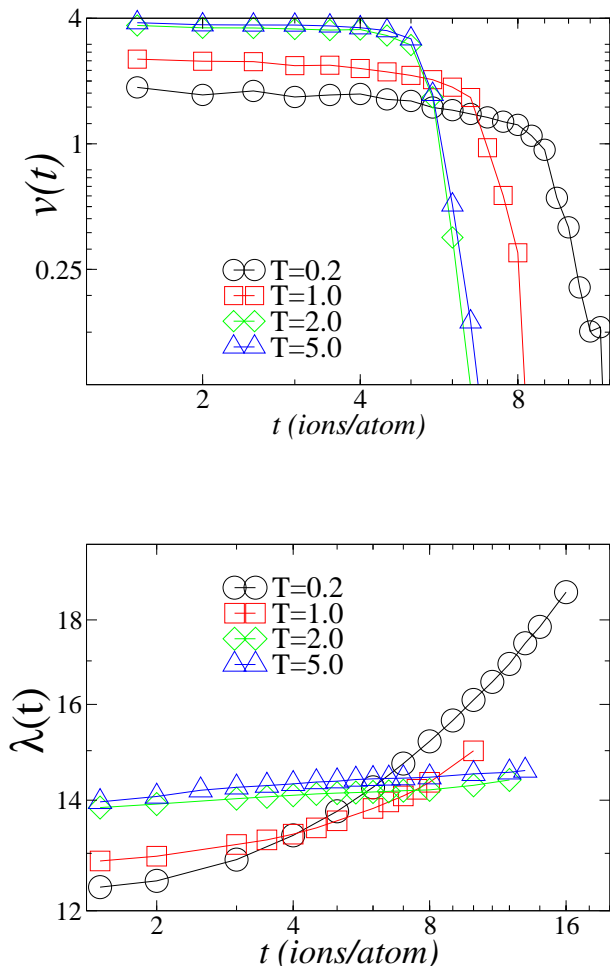 4
1
0.25
v(t)
T=0.2
T=1.0
T=2.0
T=5.0
2 4 8
t (ions/atom)
18
16
14
12
λ(t)
T=0.2
T=1.0
T=2.0
T=5.0
2 4 8 16
t (ions/atom)